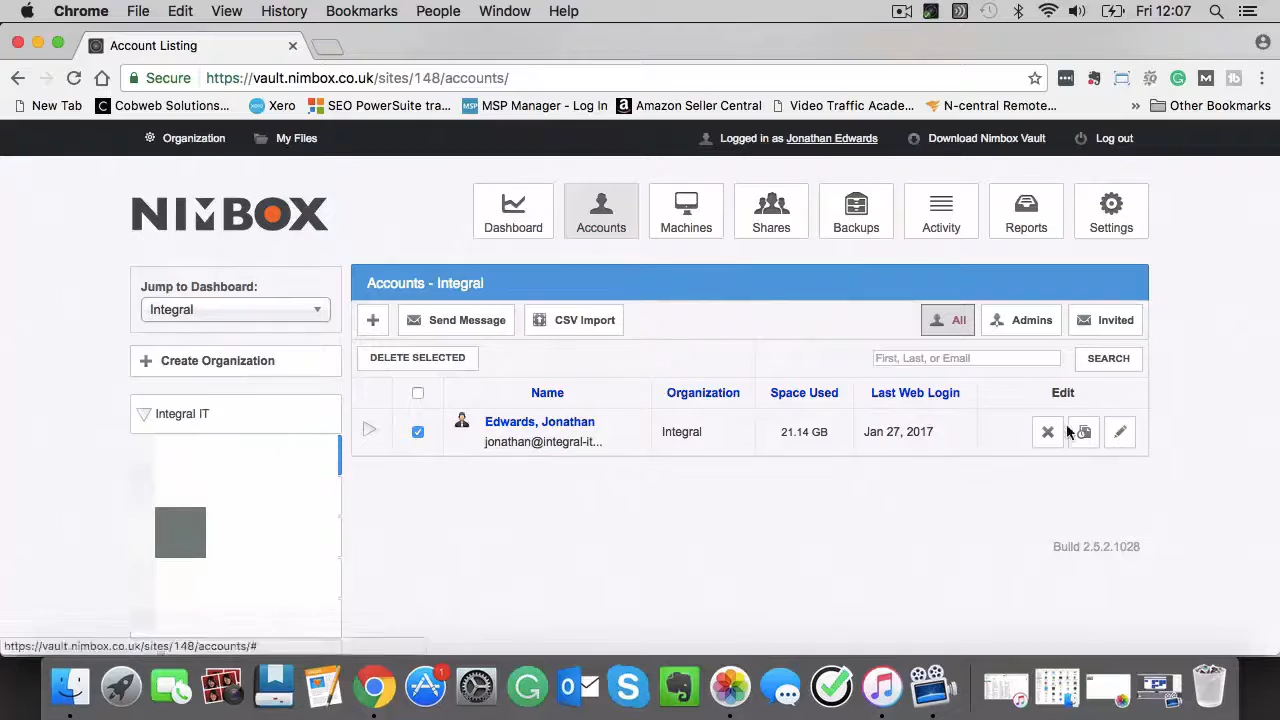 Chrome File Edit View History Bookmarks People Window Help Fri 12:07
Account Listing
Secure https://vault.nimbox.co.uk/sites/148/accounts/
New Tab Cobweb Solutions... Xero SEO PowerSuite tra... MSP Manager - Log In Amazon Seller Central Video Traffic Acade... N-central Remote... » Other Bookmarks
Organization My Files Logged in as Jonathan Edwards Download Nimbox Vault Log out
NIMBOX
Dashboard Accounts Machines Shares Backups Activity Reports Settings
Jump to Dashboard:
Integral
Create Organization
Integral IT
Accounts - Integral
Send Message CSV Import All Admins Invited
DELETE SELECTED First, Last, or Email SEARCH
Name Organization Space Used Last Web Login Edit
Edwards, Jonathan
jonathan@integral-it... Integral 21.14 GB Jan 27, 2017
Build 2.5.2.1028
https://vault.nimbox.co.uk/sites/148/accounts/#
1